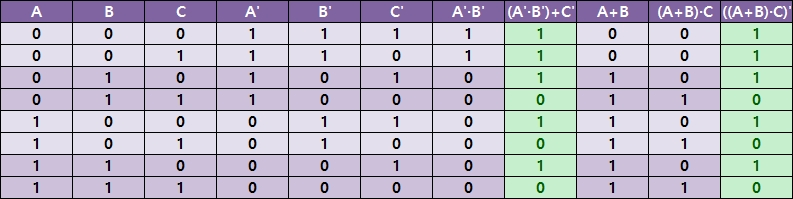 A B C A' B' C' A'·B' (A'·B')+C' A+B (A+B)·C ((A+B)·C)'
0 0 0 1 1 1 1 1 0 0 1
0 0 1 1 1 0 1 1 0 0 1
0 1 0 1 0 1 0 1 1 0 1
0 1 1 1 0 0 0 0 1 1 0
1 0 0 0 1 1 0 1 1 0 1
1 0 1 0 1 0 0 0 1 1 0
1 1 0 0 0 1 0 1 1 0 1
1 1 1 0 0 0 0 0 1 1 0